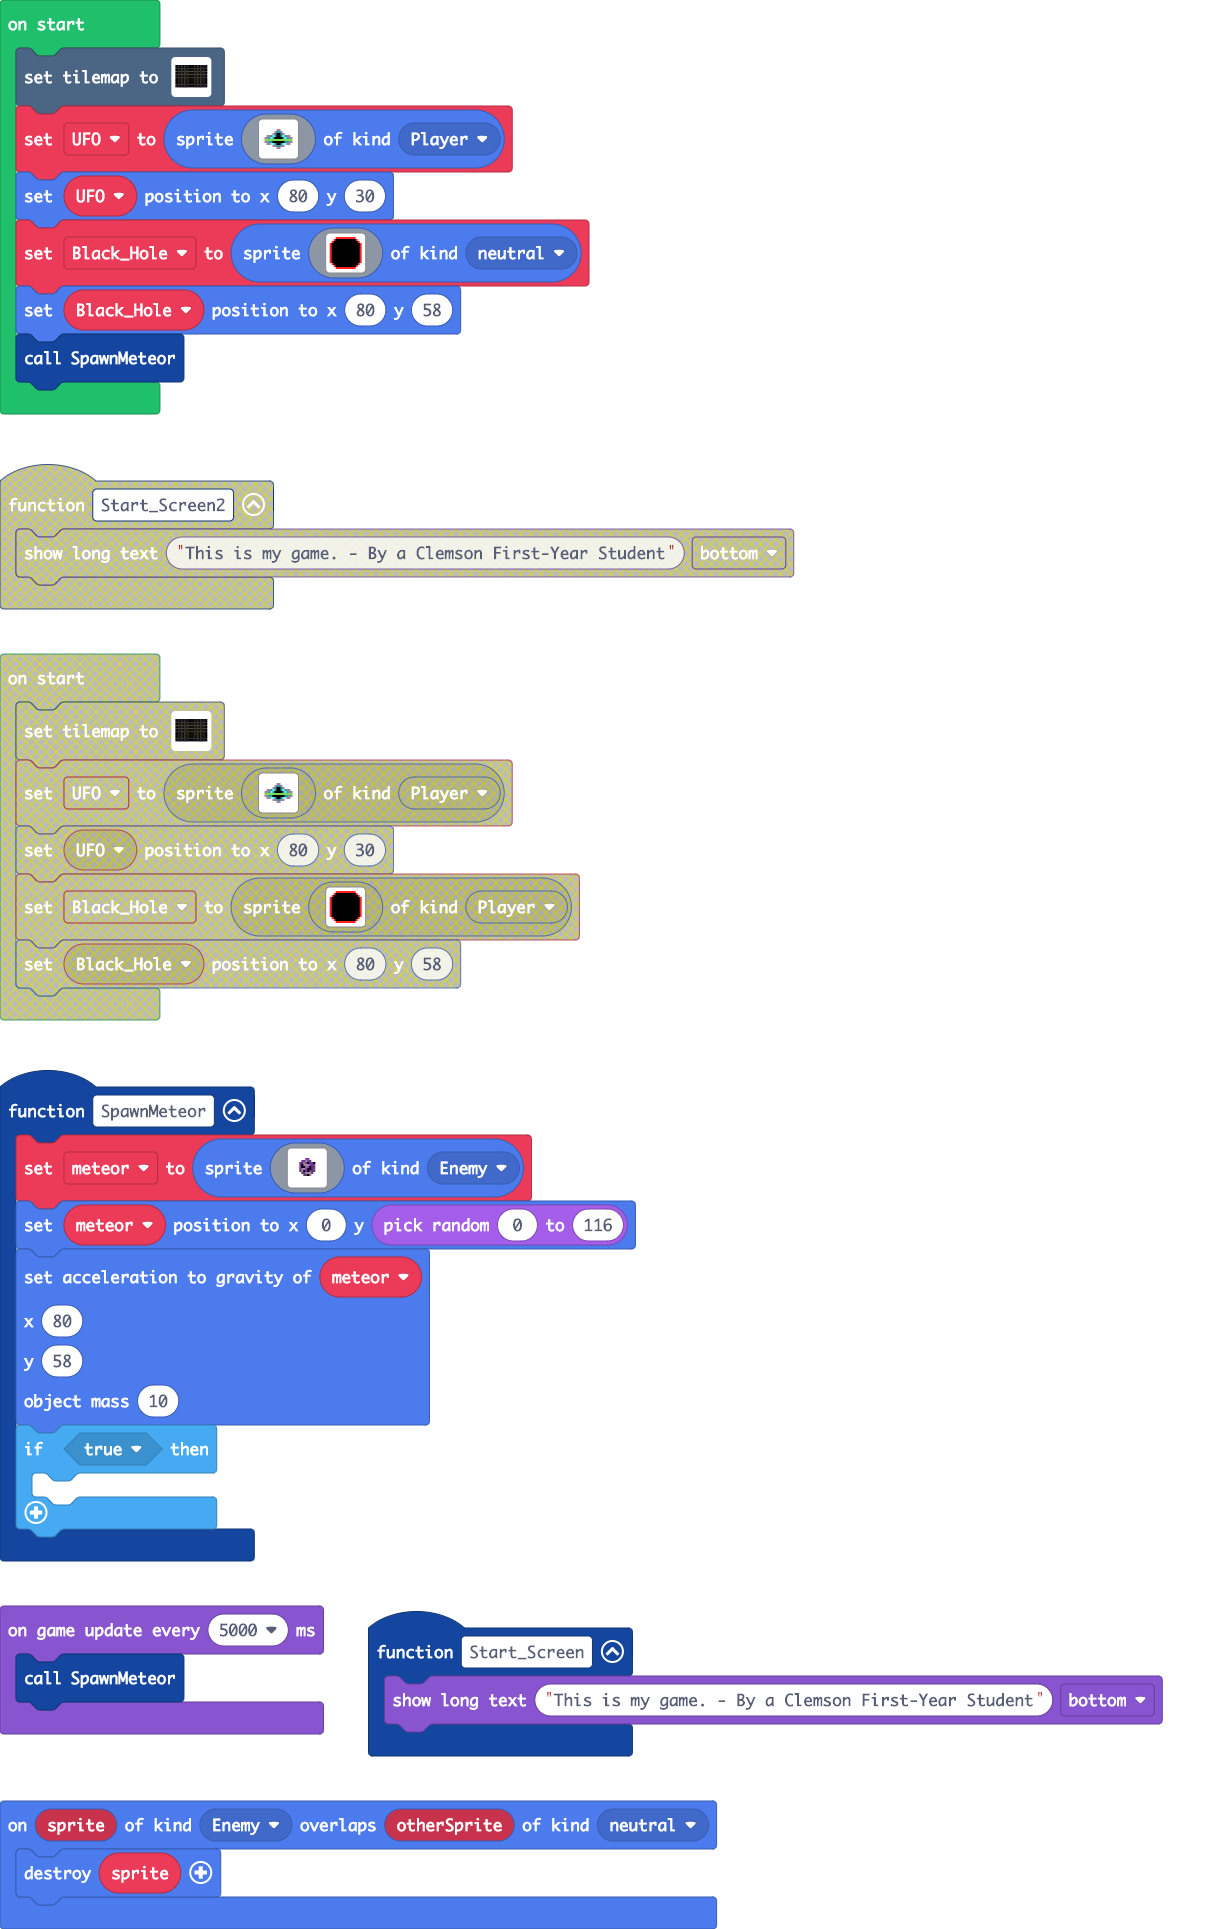 on start
set tilemap to
set UFO to sprite of kind Player
set UFO position to x 80 y 30
set Black_Hole to sprite of kind neutral
set Black_Hole position to x 80 y 58
call SpawnMeteor
function Start_Screen2
show long text "This is my game. - By a Clemson First-Year Student" bottom
on start
set tilemap to
set UFO to sprite of kind Player
set UFO position to x 80 y 30
set Black_Hole to sprite of kind Player
set Black_Hole position to x 80 y 58
function SpawnMeteor
set meteor to sprite of kind Enemy
set meteor position to x 0 y pick random 0 to 116
set acceleration to gravity of meteor
x 80
y 58
object mass 10
if true then
on game update every 5000 ms
call SpawnMeteor
function Start_Screen
show long text "This is my game. - By a Clemson First-Year Student" bottom
on sprite of kind Enemy overlaps otherSprite of kind neutral
destroy sprite